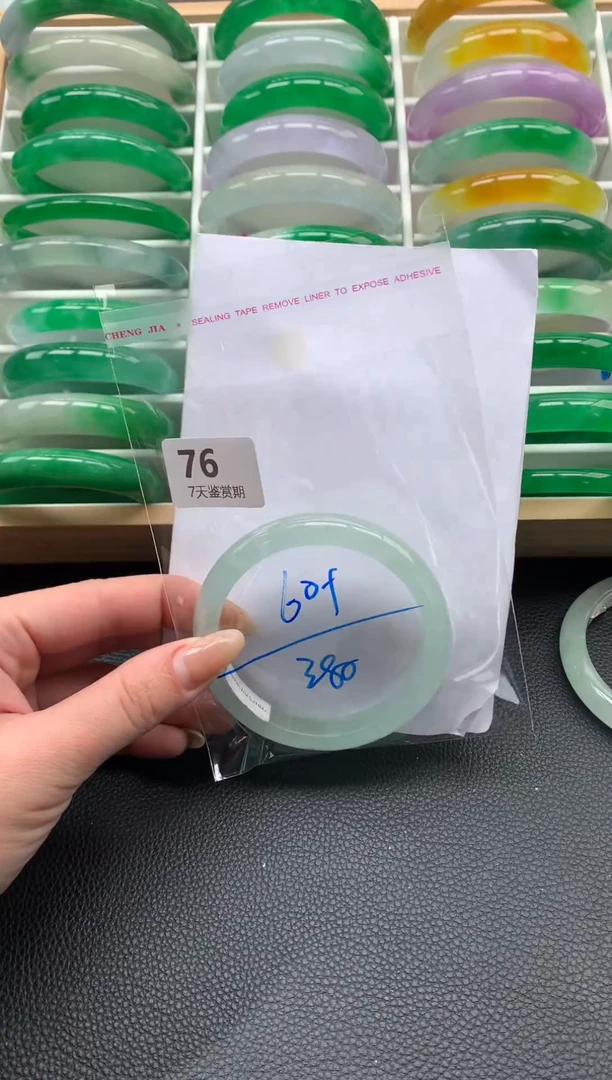 CHENG JIA * SEALING TAPE REMOVE LINER TO EXPOSE ADHESIVE
76
7天鉴赏期
60+
380